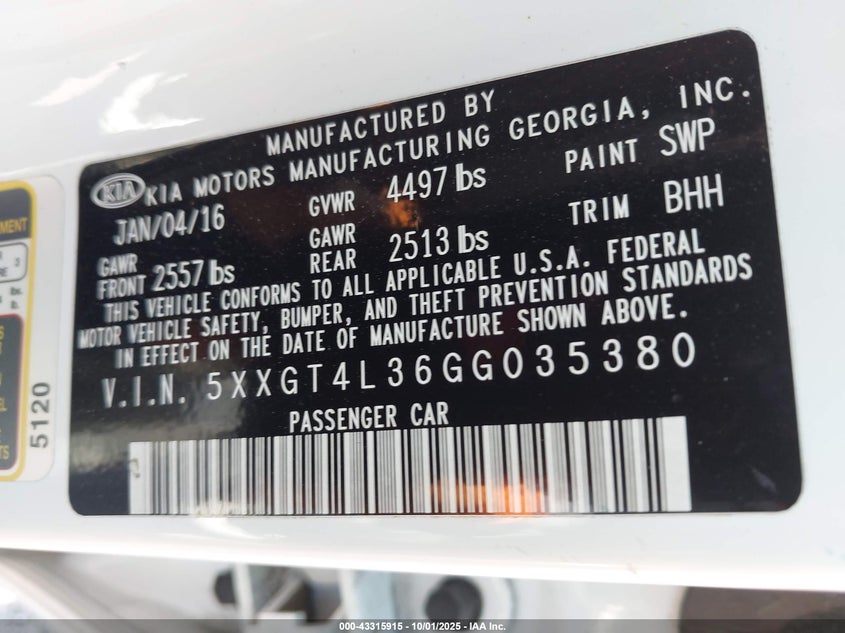 MANUFACTURED BY
KIA KIA MOTORS MANUFACTURING GEORGIA, INC.
JAN/04/16 GVWR 4497 lbs PAINT SWP
GAWR FRONT 2557 lbs GAWR REAR 2513 lbs TRIM BHH
THIS VEHICLE CONFORMS TO ALL APPLICABLE U.S.A. FEDERAL
MOTOR VEHICLE SAFETY, BUMPER, AND THEFT PREVENTION STANDARDS
IN EFFECT ON THE DATE OF MANUFACTURE SHOWN ABOVE.
V.I.N. 5XXGT4L36GG035380
PASSENGER CAR
5120
000-43315915 - 10/01/2025 - IAA Inc.